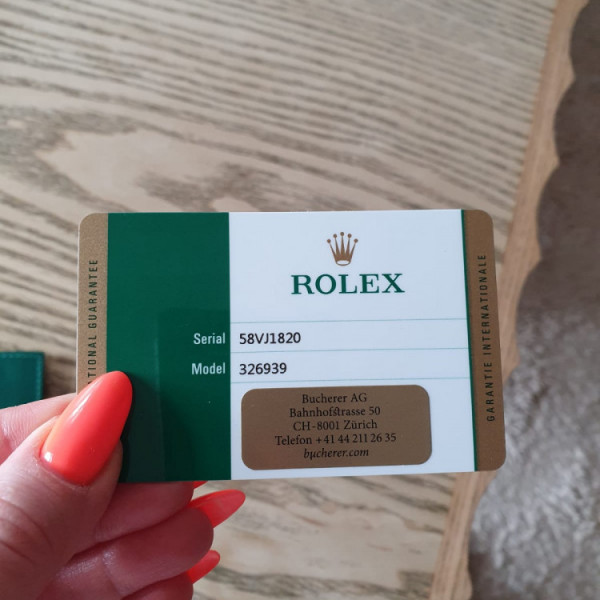 ROLEX
Serial 58VJ1820
Model 326939
Bucherer AG
Bahnhofstrasse 50
CH-8001 Zürich
Telefon +41 44 211 26 35
bucherer.com
GUARANTEE
GARANTIE INTERNATIONALE